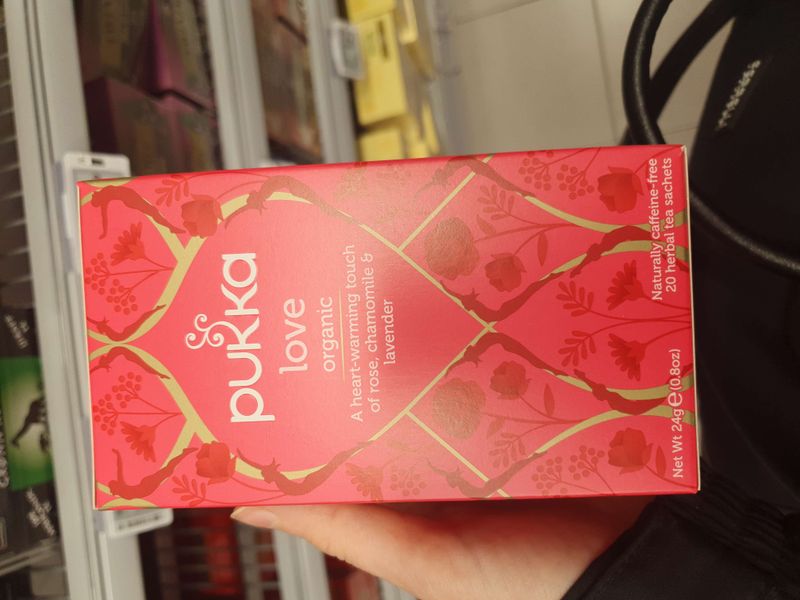 pukka
love
organic
A heart-warming touch
of rose, chamomile &
lavender
Naturally caffeine-free
20 herbal tea sachets
Net Wt 24g e (0.8oz)